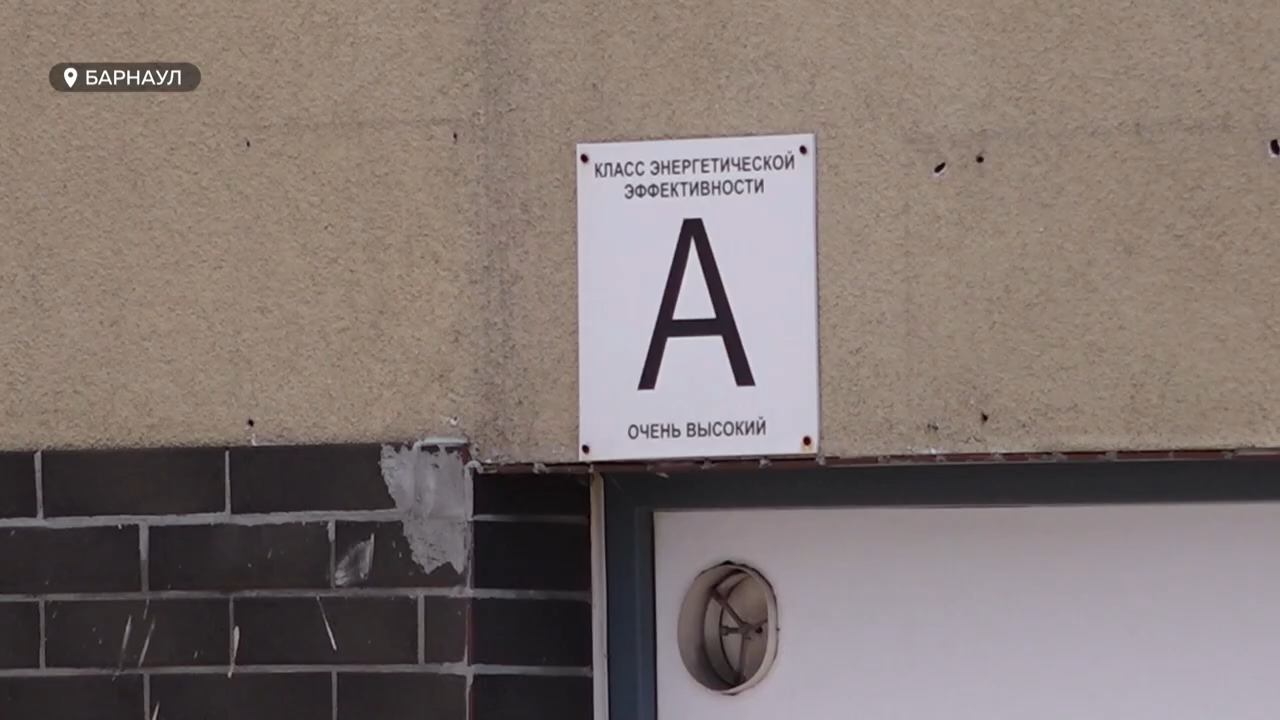 БАРНАУЛ
КЛАСС ЭНЕРГЕТИЧЕСКОЙ
ЭФФЕКТИВНОСТИ
А
ОЧЕНЬ ВЫСОКИЙ